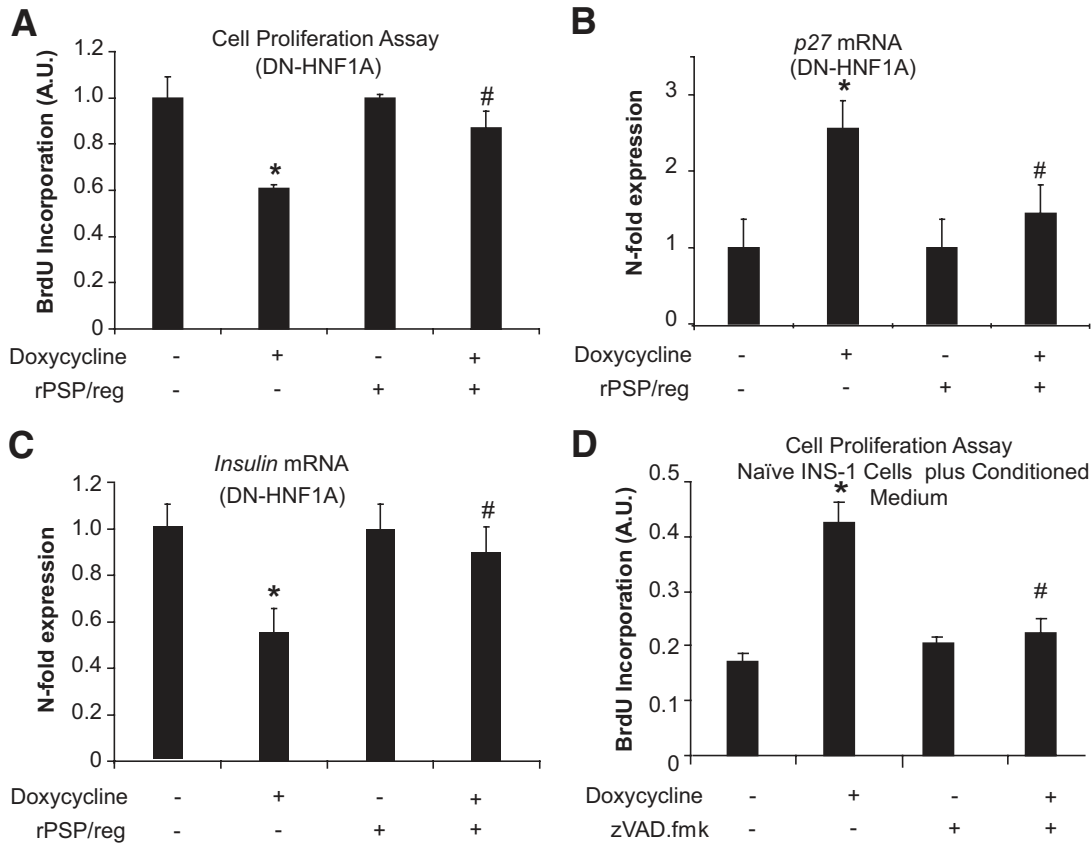 A
Cell Proliferation Assay
(DN-HNF1A)
BrdU Incorporation (A.U.)
1.2
1.0
0.8
0.6
0.4
0.2
0
*
#
Doxycycline - + - +
rPSP/reg - - + +
B
p27 mRNA
(DN-HNF1A)
N-fold expression
3
2
1
0
*
#
Doxycycline - + - +
rPSP/reg - - + +
C
Insulin mRNA
(DN-HNF1A)
N-fold expression
1.2
1.0
0.8
0.6
0.4
0.2
0
*
#
Doxycycline - + - +
rPSP/reg - - + +
D
Cell Proliferation Assay
Naïve INS-1 Cells plus Conditioned
Medium
BrdU Incorporation (A.U.)
0.5
0.4
0.3
0.2
0.1
0
*
#
Doxycycline - + - +
zVAD.fmk - - + +